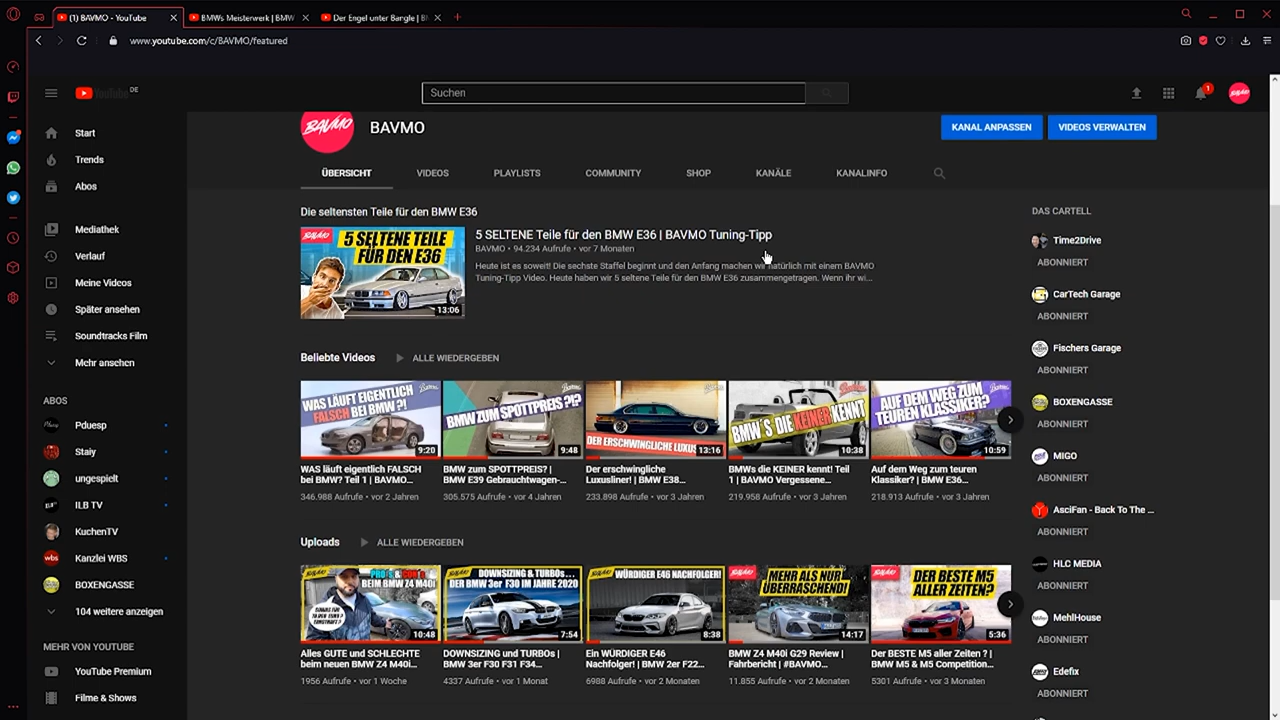 (1) BAVMO - YouTube
BMWs Meisterwerk | BMW
Der Engel unter Bangle | B
www.youtube.com/c/BAVMO/featured
YouTube DE
Suchen
1
BAVMO
BAVMO
KANAL ANPASSEN
VIDEOS VERWALTEN
ÜBERSICHT
VIDEOS
PLAYLISTS
COMMUNITY
SHOP
KANÄLE
KANALINFO
Start
Trends
Abos
Mediathek
Verlauf
Meine Videos
Später ansehen
Soundtracks Film
Mehr ansehen
ABOS
Pduesp
Staiy
ungespielt
ILB TV
KuchenTV
Kanzlei WBS
BOXENGASSE
104 weitere anzeigen
MEHR VON YOUTUBE
YouTube Premium
Filme & Shows
Die seltensten Teile für den BMW E36
BAVMO
5 SELTENE TEILE
FÜR DEN E36
13:06
5 SELTENE Teile für den BMW E36 | BAVMO Tuning-Tipp
BAVMO • 94.234 Aufrufe • vor 7 Monaten
Heute ist es soweit! Die sechste Staffel beginnt und den Anfang machen wir natürlich mit einem BAVMO
Tuning-Tipp Video. Heute haben wir 5 seltene Teile für den BMW E36 zusammengetragen. Wenn ihr wi...
Beliebte Videos
ALLE WIEDERGEBEN
WAS LÄUFT EIGENTLICH
FALSCH BEI BMW?!
9:20
WAS läuft eigentlich FALSCH
bei BMW? Teil 1 | BAVMO...
346.988 Aufrufe • vor 2 Jahren
BMW ZUM SPOTTPREIS?!?
9:48
BMW zum SPOTTPREIS? |
BMW E39 Gebrauchtwagen-...
305.575 Aufrufe • vor 4 Jahren
DER ERSCHWINGLICHE LUXUS
13:16
Der erschwingliche
Luxusliner! | BMW E38...
233.898 Aufrufe • vor 3 Jahren
BMW´S DIE KEINER KENNT!
10:38
BMWs die KEINER kennt! Teil
1 | BAVMO Vergessene...
219.958 Aufrufe • vor 3 Jahren
AUF DEM WEG ZUM
TEUREN KLASSIKER?
10:59
Auf dem Weg zum teuren
Klassiker? | BMW E36...
218.913 Aufrufe • vor 3 Jahren
Uploads
ALLE WIEDERGEBEN
PRO's & CON's
BEIM BMW Z4 M40i
10:48
Alles GUTE und SCHLECHTE
beim neuen BMW Z4 M40i...
1956 Aufrufe • vor 1 Woche
DOWNSIZING & TURBOs...
DER BMW 3er F30 IM JAHRE 2020
7:54
DOWNSIZING und TURBOs |
BMW 3er F30 F31 F34...
4337 Aufrufe • vor 1 Monat
WÜRDIGER E46 NACHFOLGER!
8:38
Ein WÜRDIGER E46
Nachfolger! | BMW 2er F22...
6988 Aufrufe • vor 2 Monaten
BAVMO
MEHR ALS NUR
ÜBERRASCHEND!
14:17
BMW Z4 M40i G29 Review |
Fahrbericht | #BAVMO...
11.855 Aufrufe • vor 2 Monaten
BAVMO
DER BESTE M5
ALLER ZEITEN?
5:36
Der BESTE M5 aller Zeiten ? |
BMW M5 & M5 Competition...
5301 Aufrufe • vor 3 Monaten
DAS CARTELL
Time2Drive
ABONNIERT
CarTech Garage
ABONNIERT
Fischers Garage
ABONNIERT
BOXENGASSE
ABONNIERT
MIGO
ABONNIERT
AsciFan - Back To The ...
ABONNIERT
HLC MEDIA
ABONNIERT
MehlHouse
ABONNIERT
Edefix
ABONNIERT